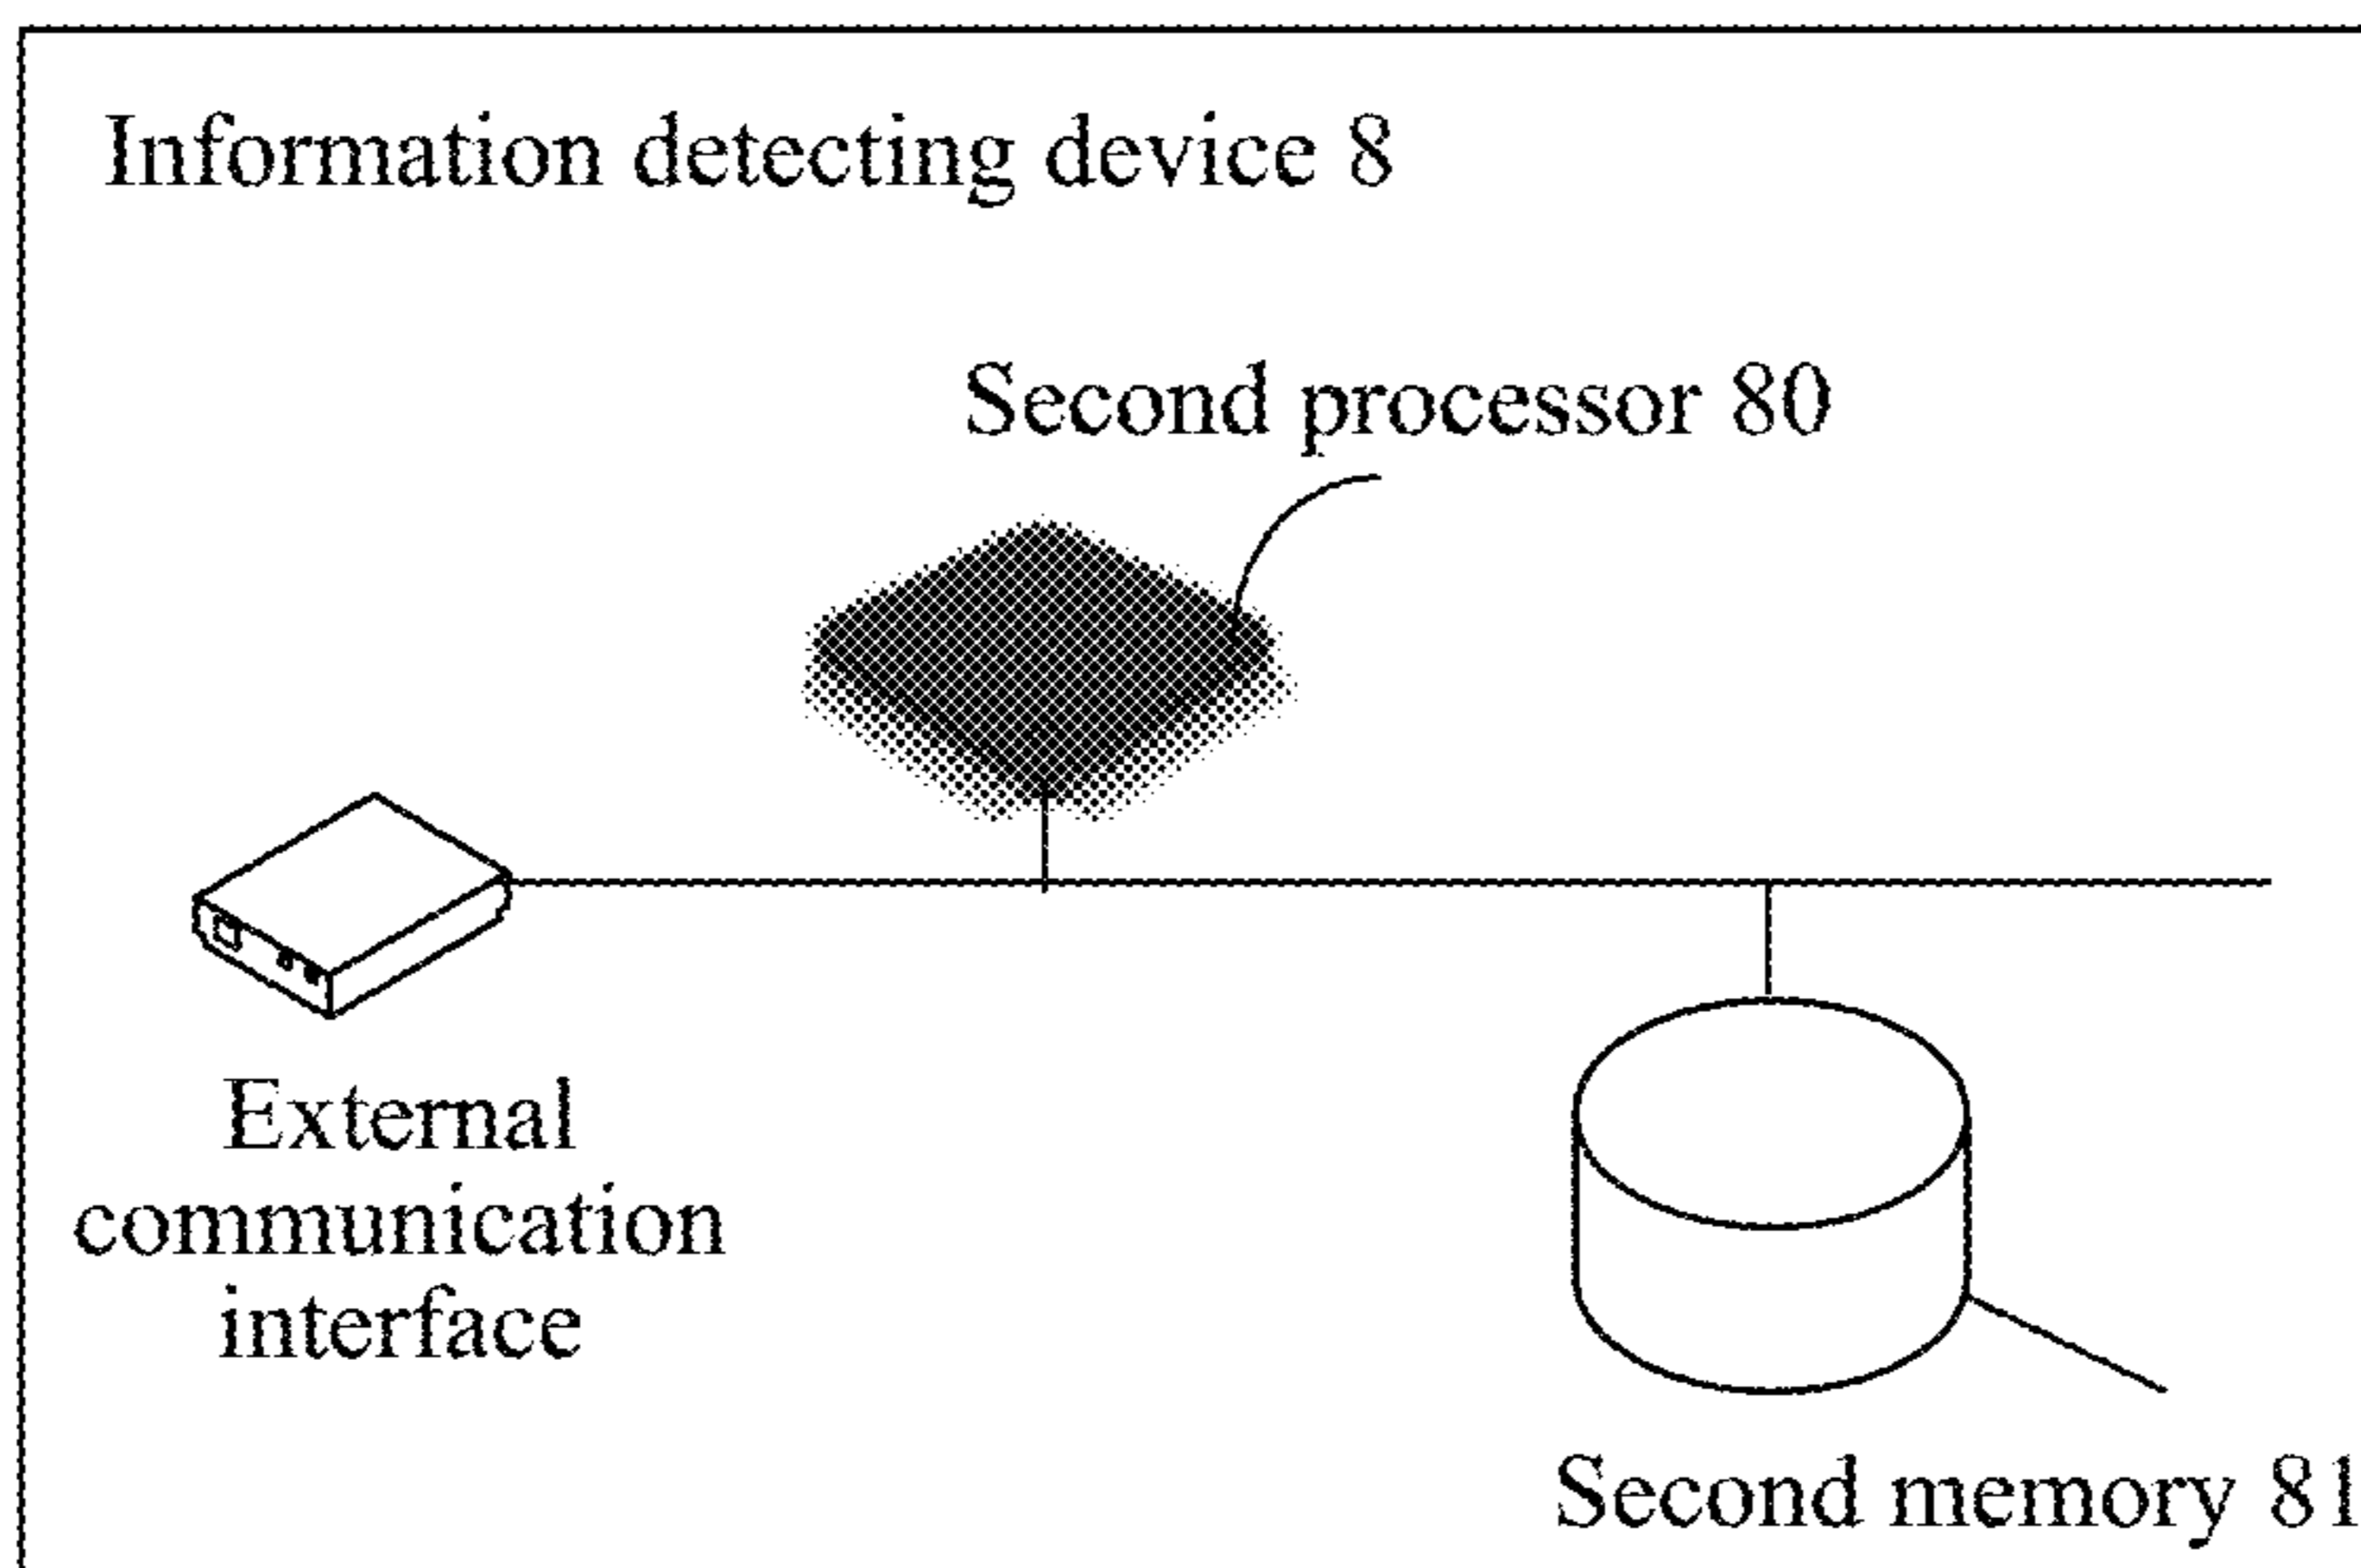 Information detecting device 8
Second processor 80
External
communication
interface
Second memory 81